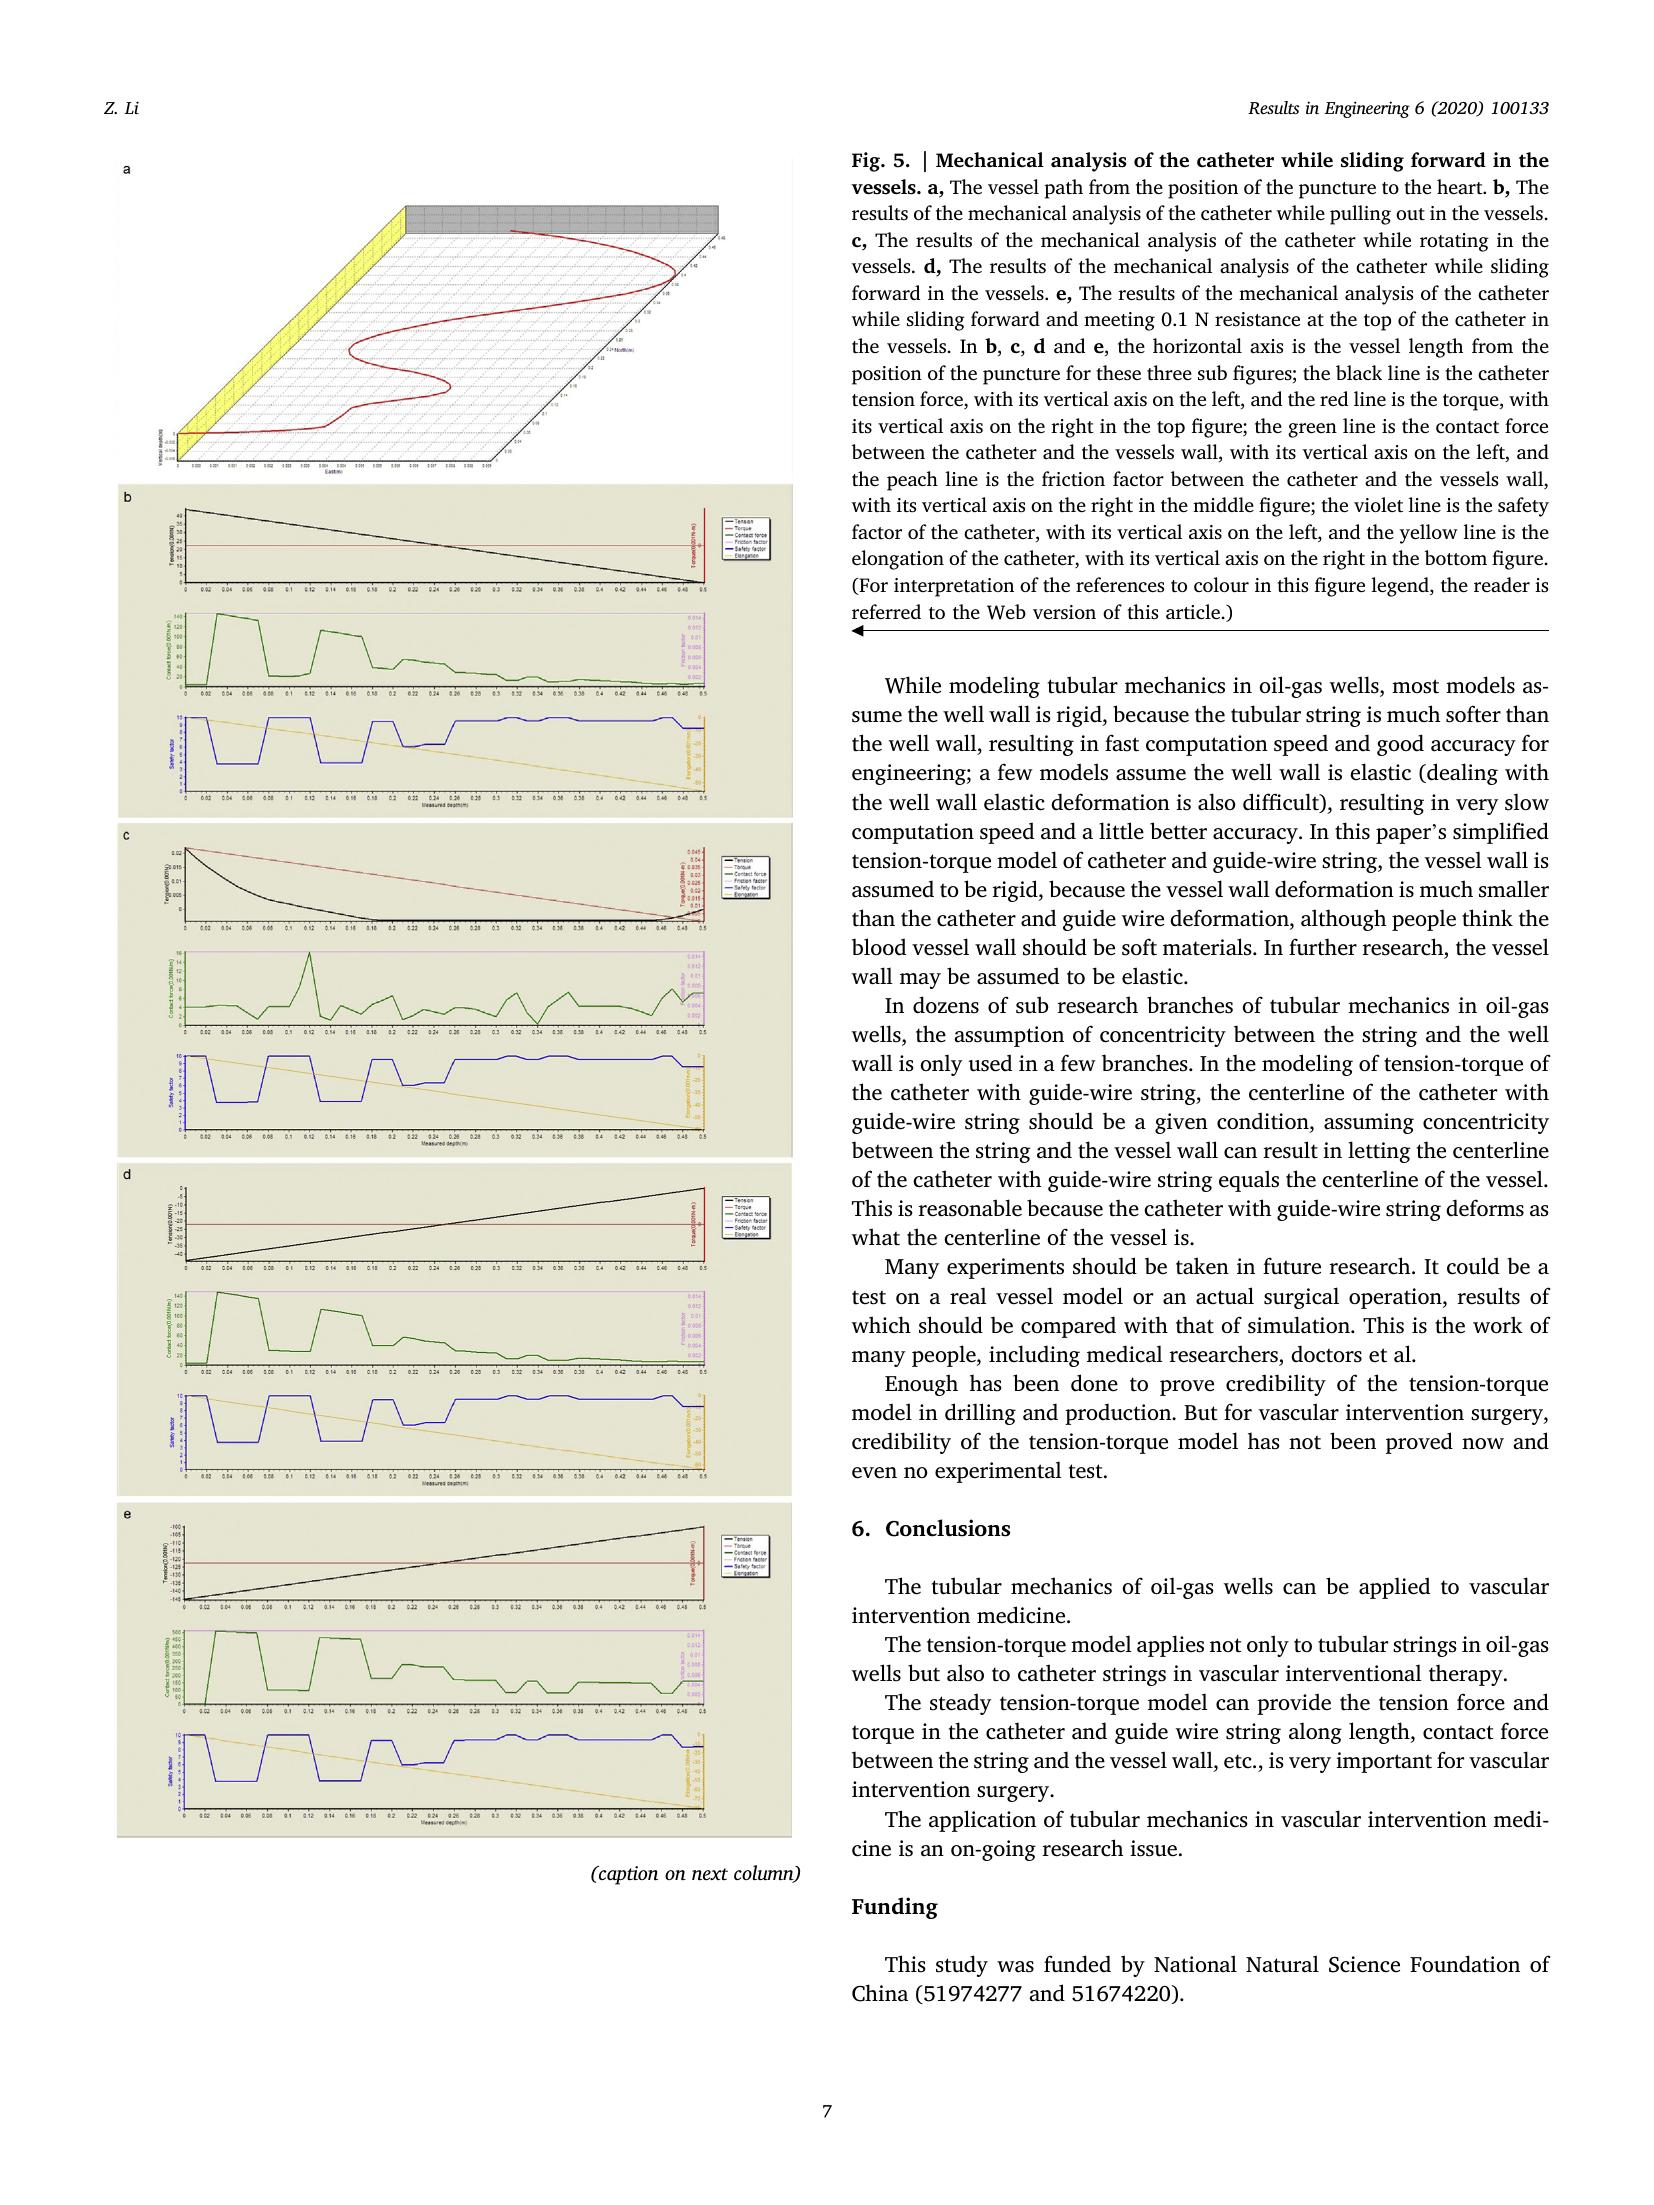 Z. Li
Results in Engineering 6 (2020) 100133
a
b
c
d
e
(caption on next column)
Fig. 5. | Mechanical analysis of the catheter while sliding forward in the
vessels. a, The vessel path from the position of the puncture to the heart. b, The
results of the mechanical analysis of the catheter while pulling out in the vessels.
c, The results of the mechanical analysis of the catheter while rotating in the
vessels. d, The results of the mechanical analysis of the catheter while sliding
forward in the vessels. e, The results of the mechanical analysis of the catheter
while sliding forward and meeting 0.1 N resistance at the top of the catheter in
the vessels. In b, c, d and e, the horizontal axis is the vessel length from the
position of the puncture for these three sub figures; the black line is the catheter
tension force, with its vertical axis on the left, and the red line is the torque, with
its vertical axis on the right in the top figure; the green line is the contact force
between the catheter and the vessels wall, with its vertical axis on the left, and
the peach line is the friction factor between the catheter and the vessels wall,
with its vertical axis on the right in the middle figure; the violet line is the safety
factor of the catheter, with its vertical axis on the left, and the yellow line is the
elongation of the catheter, with its vertical axis on the right in the bottom figure.
(For interpretation of the references to colour in this figure legend, the reader is
referred to the Web version of this article.)
While modeling tubular mechanics in oil-gas wells, most models as-
sume the well wall is rigid, because the tubular string is much softer than
the well wall, resulting in fast computation speed and good accuracy for
engineering; a few models assume the well wall is elastic (dealing with
the well wall elastic deformation is also difficult), resulting in very slow
computation speed and a little better accuracy. In this paper's simplified
tension-torque model of catheter and guide-wire string, the vessel wall is
assumed to be rigid, because the vessel wall deformation is much smaller
than the catheter and guide wire deformation, although people think the
blood vessel wall should be soft materials. In further research, the vessel
wall may be assumed to be elastic.
In dozens of sub research branches of tubular mechanics in oil-gas
wells, the assumption of concentricity between the string and the well
wall is only used in a few branches. In the modeling of tension-torque of
the catheter with guide-wire string, the centerline of the catheter with
guide-wire string should be a given condition, assuming concentricity
between the string and the vessel wall can result in letting the centerline
of the catheter with guide-wire string equals the centerline of the vessel.
This is reasonable because the catheter with guide-wire string deforms as
what the centerline of the vessel is.
Many experiments should be taken in future research. It could be a
test on a real vessel model or an actual surgical operation, results of
which should be compared with that of simulation. This is the work of
many people, including medical researchers, doctors et al.
Enough has been done to prove credibility of the tension-torque
model in drilling and production. But for vascular intervention surgery,
credibility of the tension-torque model has not been proved now and
even no experimental test.
6. Conclusions
The tubular mechanics of oil-gas wells can be applied to vascular
intervention medicine.
The tension-torque model applies not only to tubular strings in oil-gas
wells but also to catheter strings in vascular interventional therapy.
The steady tension-torque model can provide the tension force and
torque in the catheter and guide wire string along length, contact force
between the string and the vessel wall, etc., is very important for vascular
intervention surgery.
The application of tubular mechanics in vascular intervention medi-
cine is an on-going research issue.
Funding
This study was funded by National Natural Science Foundation of
China (51974277 and 51674220).
7